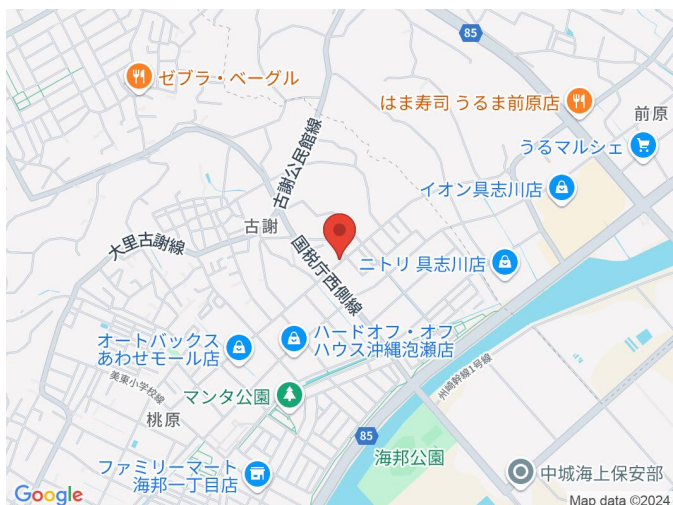 85
ゼブラ・ベーグル
はま寿司 うるま前原店
前原
うるマルシェ
古謝公民館線
イオン具志川店
古謝
大里古謝線
国税庁西側線
ニトリ 具志川店
ハードオフ・オフ
ハウス沖縄泡瀬店
オートバックス
あわせモール店
州崎幹線1号線
美東小学校線
マンタ公園
桃原
85
海邦公園
ファミリーマート
海邦一丁目店
中城海上保安部
Google
Map data ©2024